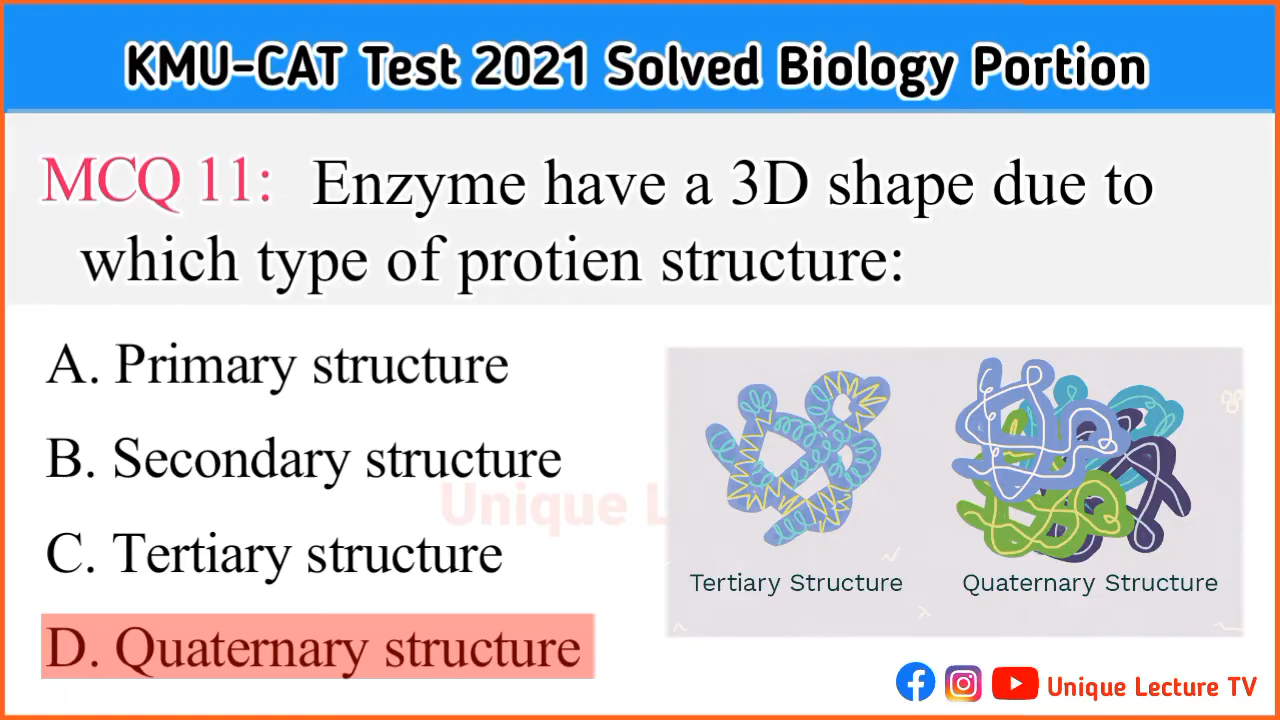 KMU-CAT Test 2021 Solved Biology Portion
MCQ 11: Enzyme have a 3D shape due to
which type of protien structure:
A. Primary structure
B. Secondary structure
Unique L
C. Tertiary structure
D. Quaternary structure
Tertiary Structure
Quaternary Structure
Unique Lecture TV